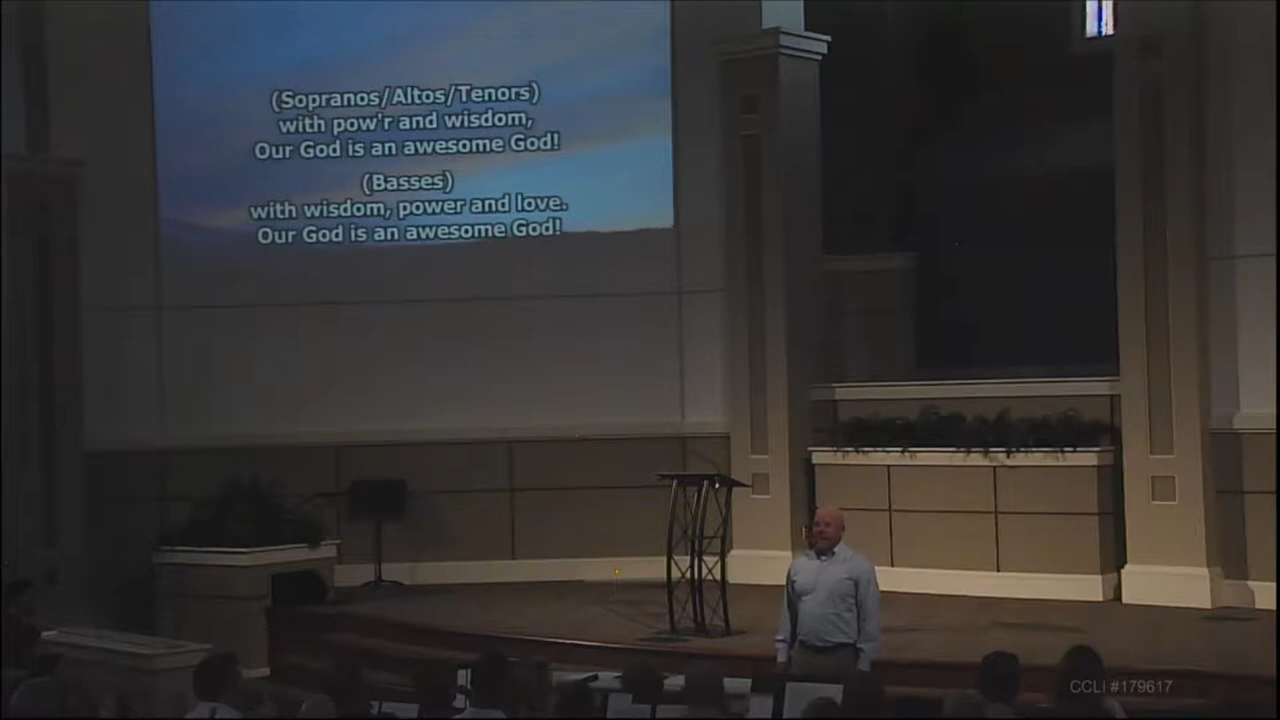 (Sopranos/Altos/Tenors)
with pow'r and wisdom,
Our God is an awesome God!
(Basses)
with wisdom, power and love.
Our God is an awesome God!
CCLI #179617